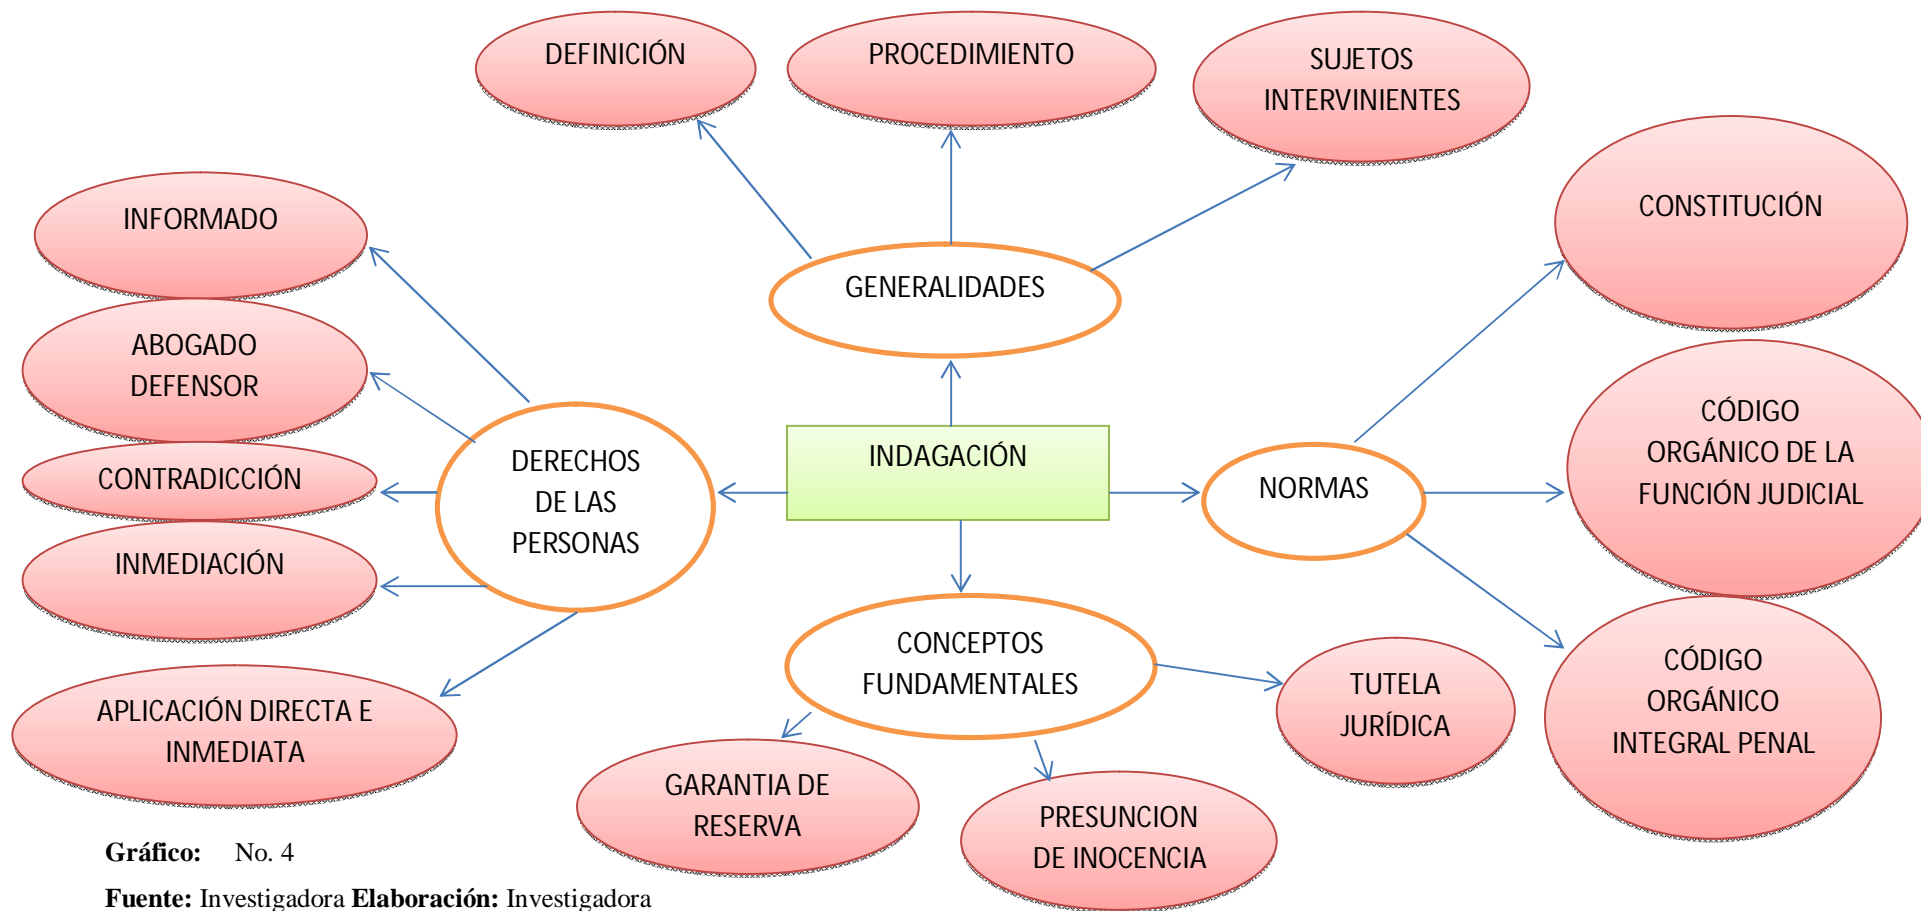 DEFINICIÓN
PROCEDIMIENTO
SUJETOS
INTERVINIENTES
INFORMADO
CONSTITUCIÓN
GENERALIDADES
ABOGADO
DEFENSOR
CONTRADICCIÓN
INMEDIACIÓN
APLICACIÓN DIRECTA E
INMEDIATA
DERECHOS
DE LAS
PERSONAS
INDAGACIÓN
NORMAS
CÓDIGO
ORGÁNICO DE LA
FUNCIÓN JUDICIAL
CÓDIGO
ORGÁNICO
INTEGRAL PENAL
CONCEPTOS
FUNDAMENTALES
TUTELA
JURÍDICA
GARANTIA DE
RESERVA
PRESUNCION
DE INOCENCIA
Gráfico: No. 4
Fuente: Investigadora Elaboración: Investigadora